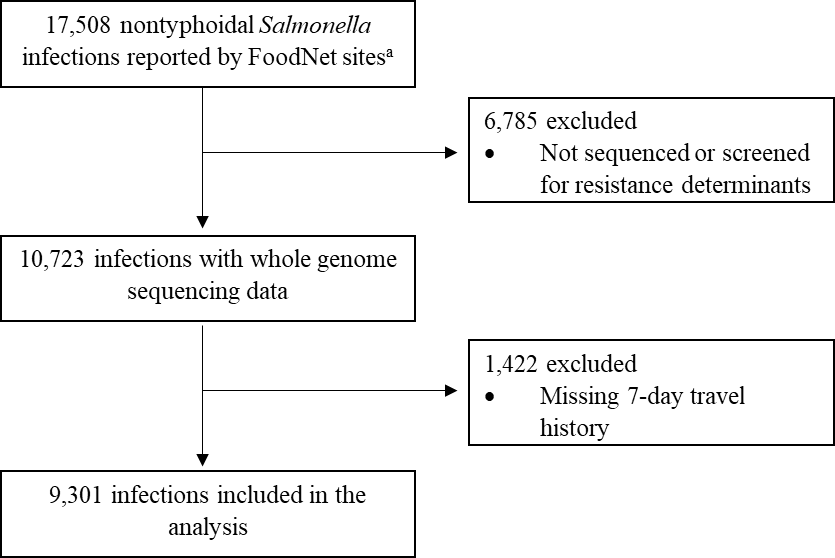 17,508 nontyphoidal Salmonella
infections reported by FoodNet sitesᵃ
6,785 excluded
• Not sequenced or screened
for resistance determinants
10,723 infections with whole genome
sequencing data
1,422 excluded
• Missing 7-day travel
history
9,301 infections included in the
analysis